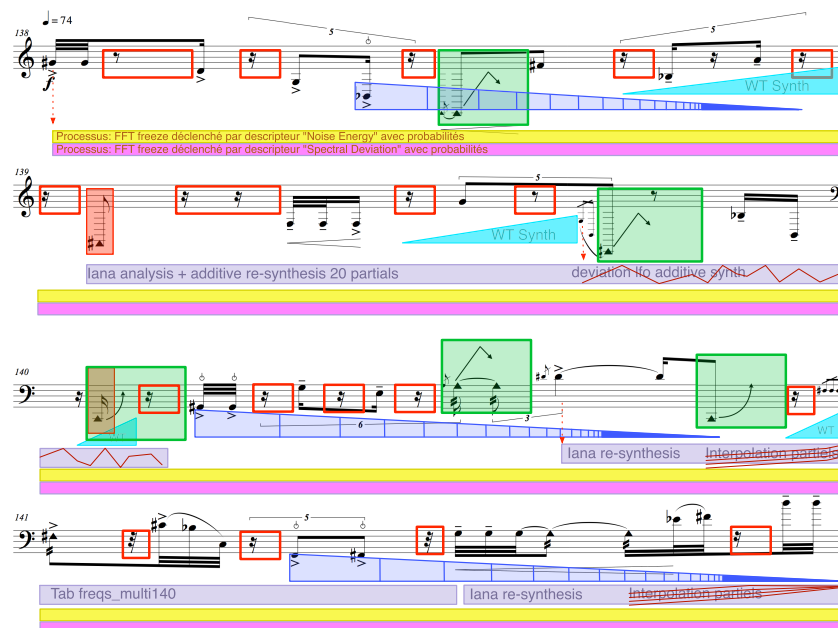 = 74
138
5
5
f
WT Synth
Processus: FFT freeze déclenché par descripteur "Noise Energy" avec probabilités
Processus: FFT freeze déclenché par descripteur "Spectral Deviation" avec probabilités
139
5
WT Synth
Iana analysis + additive re-synthesis 20 partials
deviation lfo additive synth
140
6
3
WT
Iana re-synthesis
Interpolation partiels
141
5
Tab freqs_multi140
Iana re-synthesis
Interpolation partiels